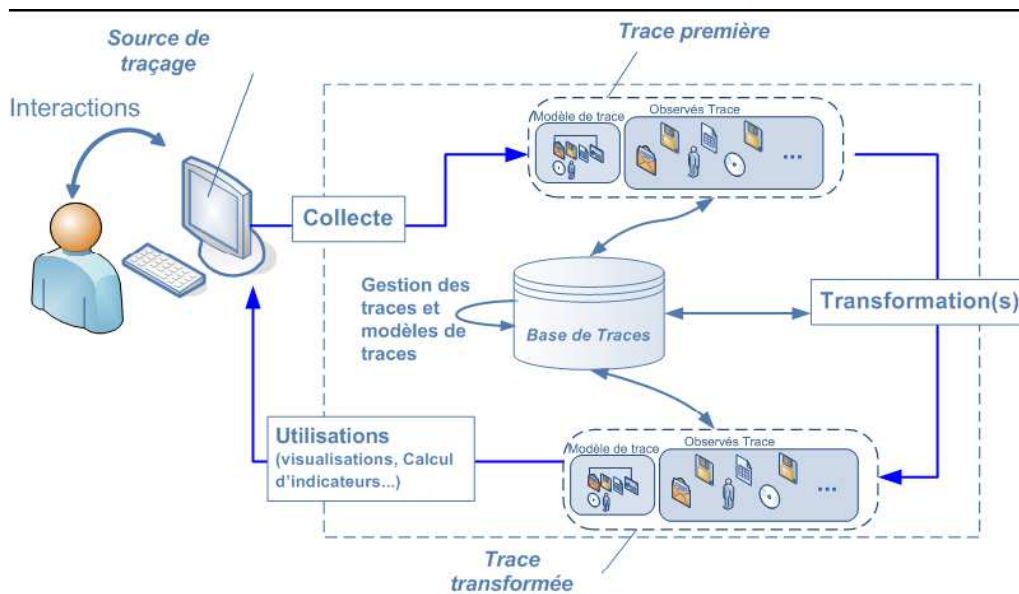 Source de
traçage
Trace première
Interactions
Modèle de trace
Observés Trace
...
Collecte
Gestion des
traces et
modèles de
traces
Base de Traces
Transformation(s)
Utilisations
(visualisations, Calcul
d'indicateurs...)
Modèle de trace
Observés Trace
...
Trace
transformée